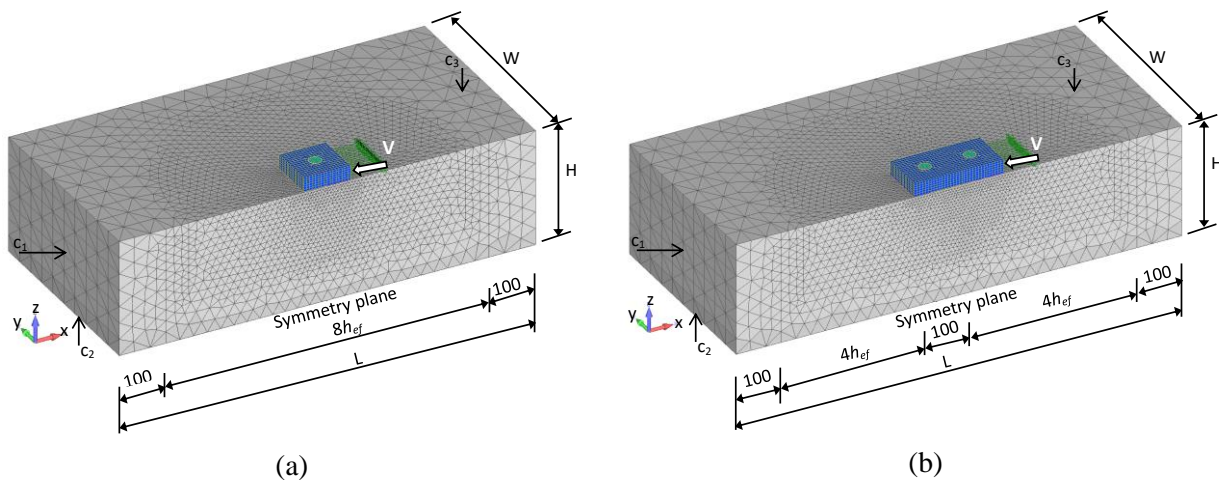 W
c₃
V
H
c₁
z
y
x
c₂
100
Symmetry plane
8hef
100
L
(a)
W
c₃
V
H
c₁
z
y
x
c₂
100
4hef
Symmetry plane
100
4hef
100
L
(b)